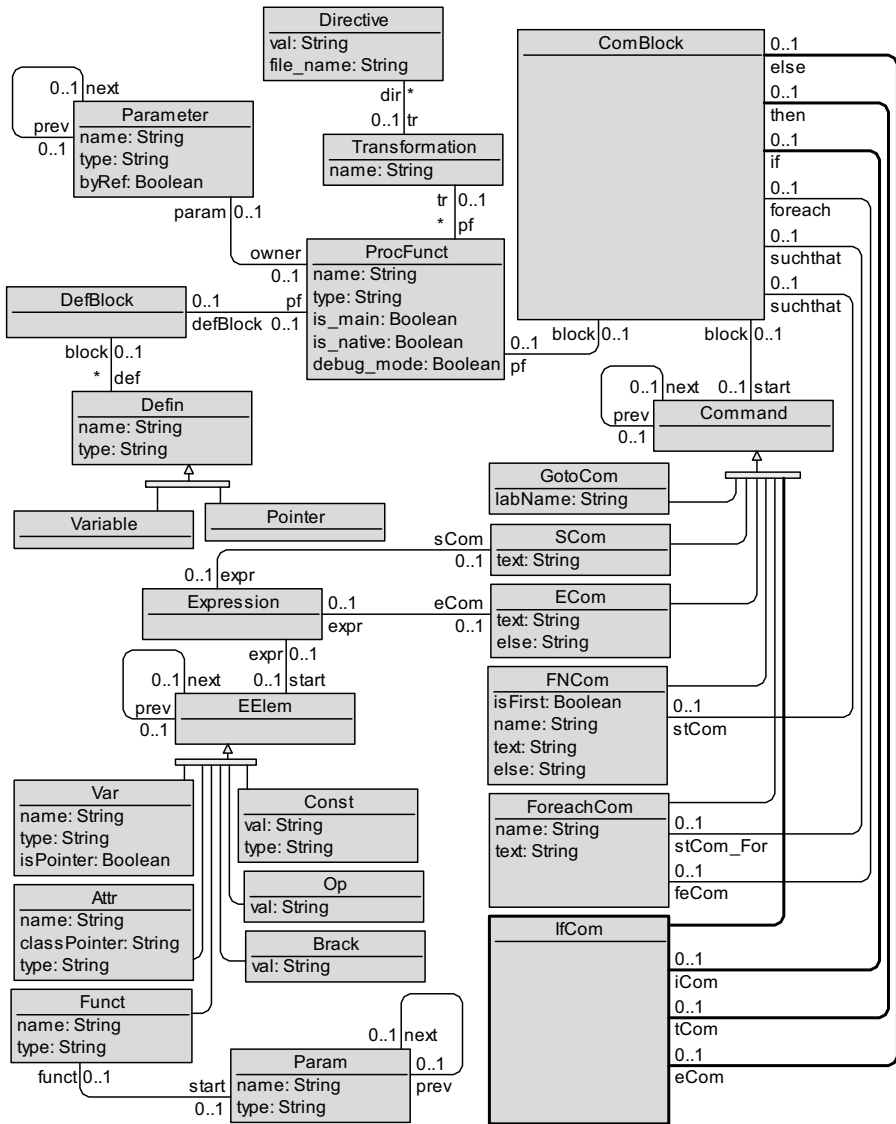 Directive
val: String
file_name: String
dir *
0..1 tr
Transformation
name: String
tr 0..1
* pf
0..1 next
prev
0..1
Parameter
name: String
type: String
byRef: Boolean
param 0..1
owner
0..1
ProcFunct
name: String
type: String
is_main: Boolean
is_native: Boolean
debug_mode: Boolean
DefBlock
0..1
defBlock
pf
0..1
block 0..1
* def
Defin
name: String
type: String
Variable
Pointer
ComBlock
0..1
else
0..1
then
0..1
if
0..1
foreach
0..1
suchthat
0..1
suchthat
0..1
pf
block 0..1
block 0..1
0..1 next
0..1 start
prev
0..1
Command
GotoCom
labName: String
sCom
0..1
SCom
text: String
0..1 expr
Expression
0..1
expr
eCom
0..1
ECom
text: String
else: String
expr 0..1
0..1 next
0..1 start
prev
0..1
EElem
FNCom
isFirst: Boolean
name: String
text: String
else: String
0..1
stCom
Var
name: String
type: String
isPointer: Boolean
Const
val: String
type: String
ForeachCom
name: String
text: String
0..1
stCom_For
0..1
feCom
Attr
name: String
classPointer: String
type: String
Op
val: String
Brack
val: String
IfCom
0..1
iCom
0..1
tCom
0..1
eCom
Funct
name: String
type: String
funct 0..1
start
0..1
Param
name: String
type: String
0..1 next
0..1
prev